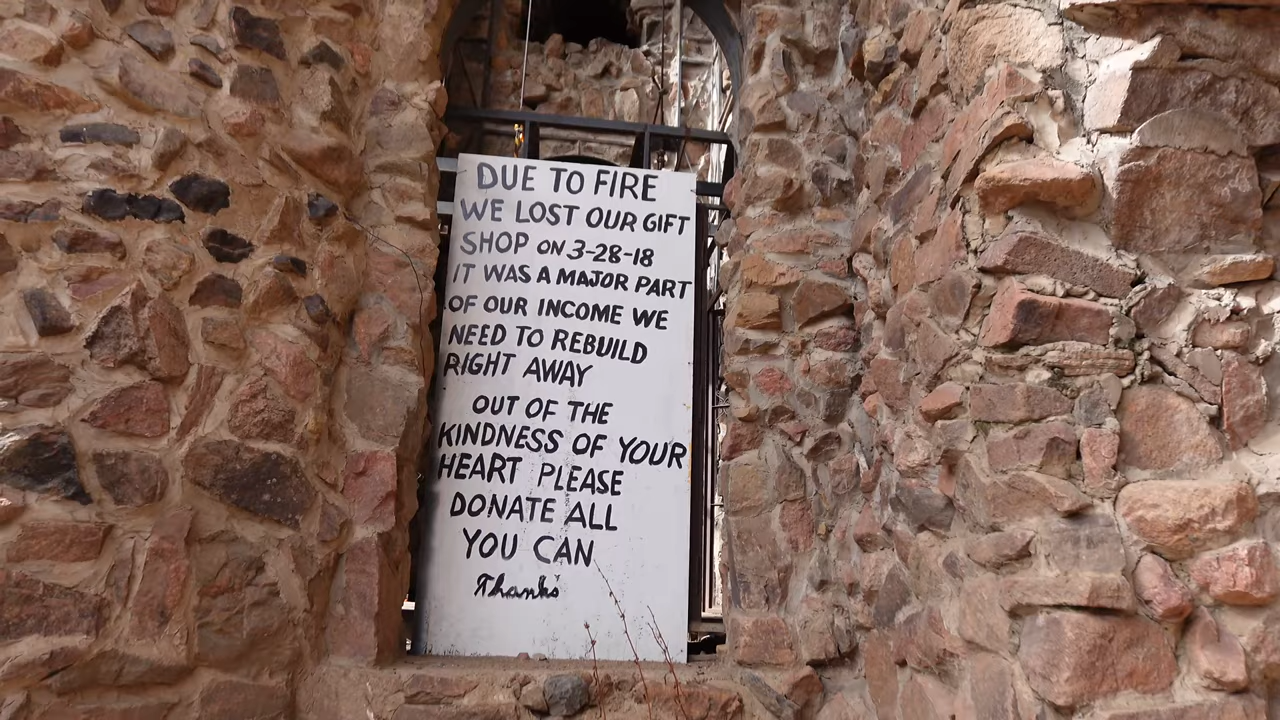 DUE TO FIRE
WE LOST OUR GIFT
SHOP ON 3-28-18
IT WAS A MAJOR PART
OF OUR INCOME WE
NEED TO REBUILD
RIGHT AWAY
OUT OF THE
KINDNESS OF YOUR
HEART PLEASE
DONATE ALL
YOU CAN
Thanks